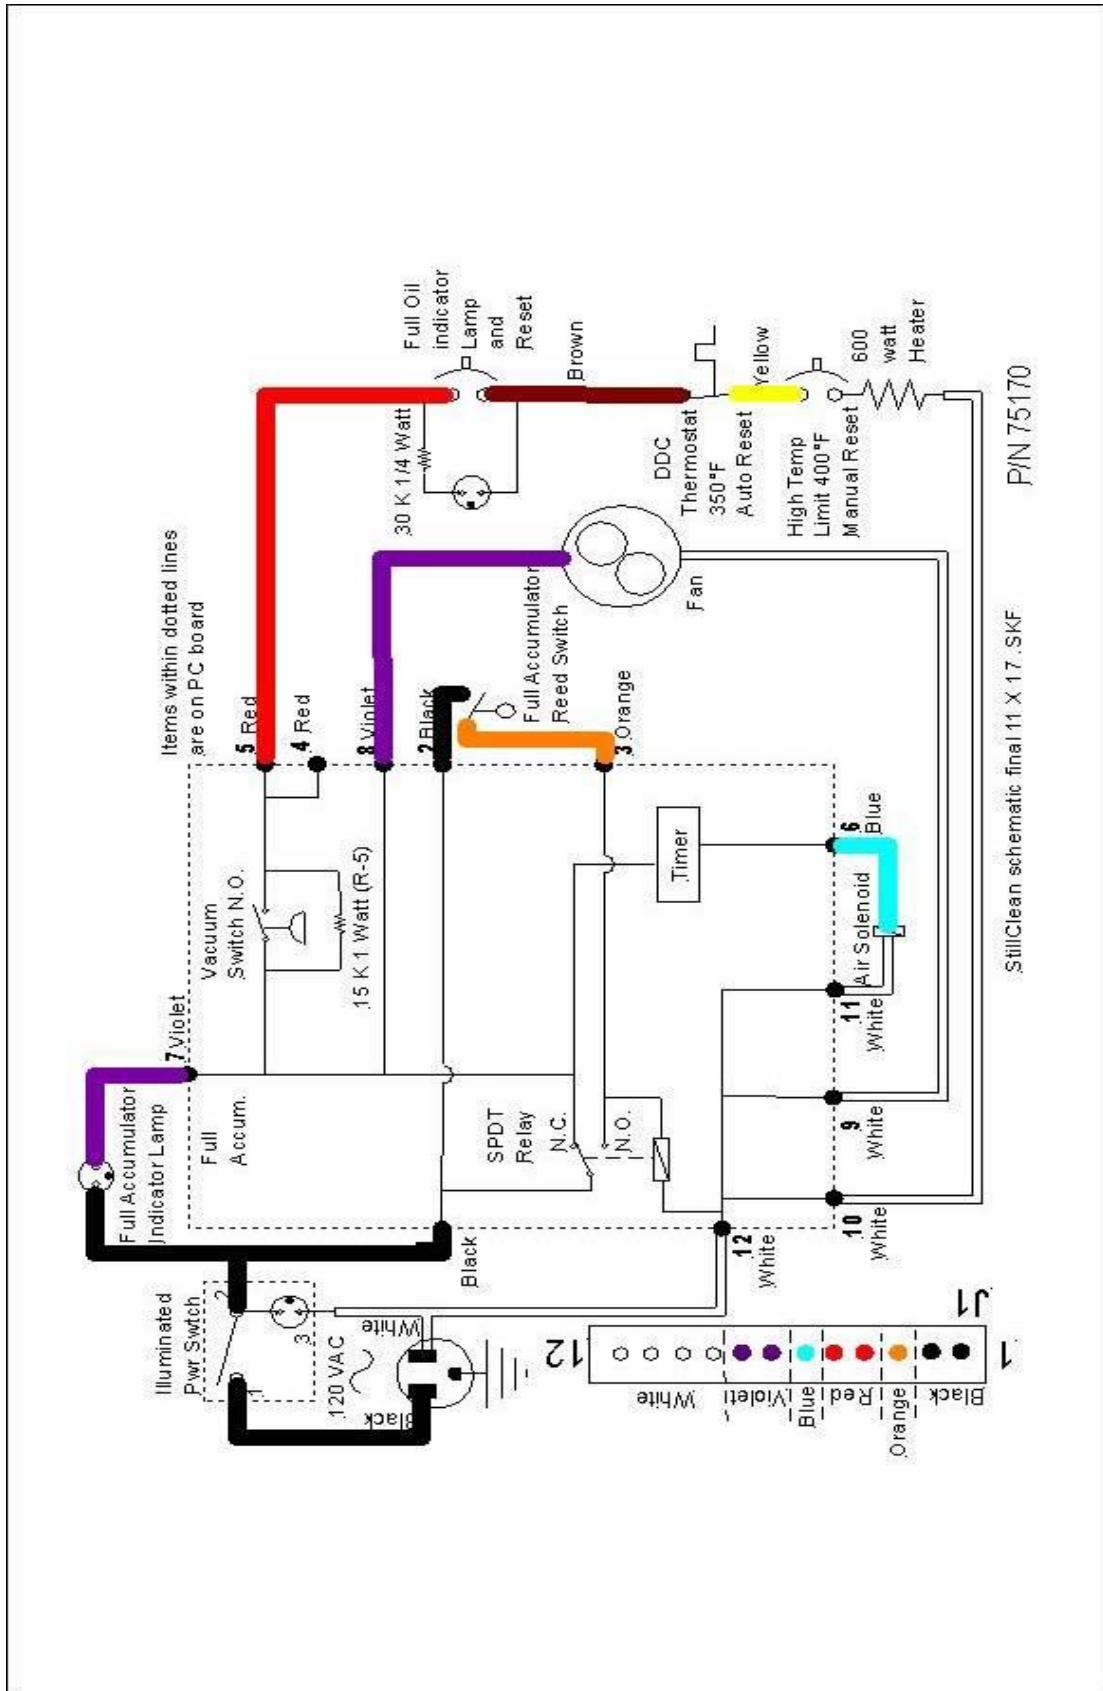 Full Accumulator
Indicator Lamp
Illuminated
Pwr Swtch
1
2
3
120 VAC
Black
White
7 Violet
Items within dotted lines
are on PC board
Vacuum
Switch N.O.
15 K 1 Watt (R-5)
Full
Accum.
5 Red
4 Red
8 Violet
2 Black
3 Orange
Full Accumulator
Reed Switch
SPDT
Relay
N.C.
N.O.
Timer
Black
12
White
10
White
9
White
11
White
Air Solenoid
6
Blue
Fan
Full Oil
indicator
Lamp
and
Reset
30 K 1/4 Watt
Brown
DDC
Thermostat
350°F
Auto Reset
Yellow
High Temp
Limit 400°F
Manual Reset
600
watt
Heater
J1
12
1
White
Violet
Blue
Red
Orange
Black
StillClean schematic final 11 X 17 .SKF
P/N 75170